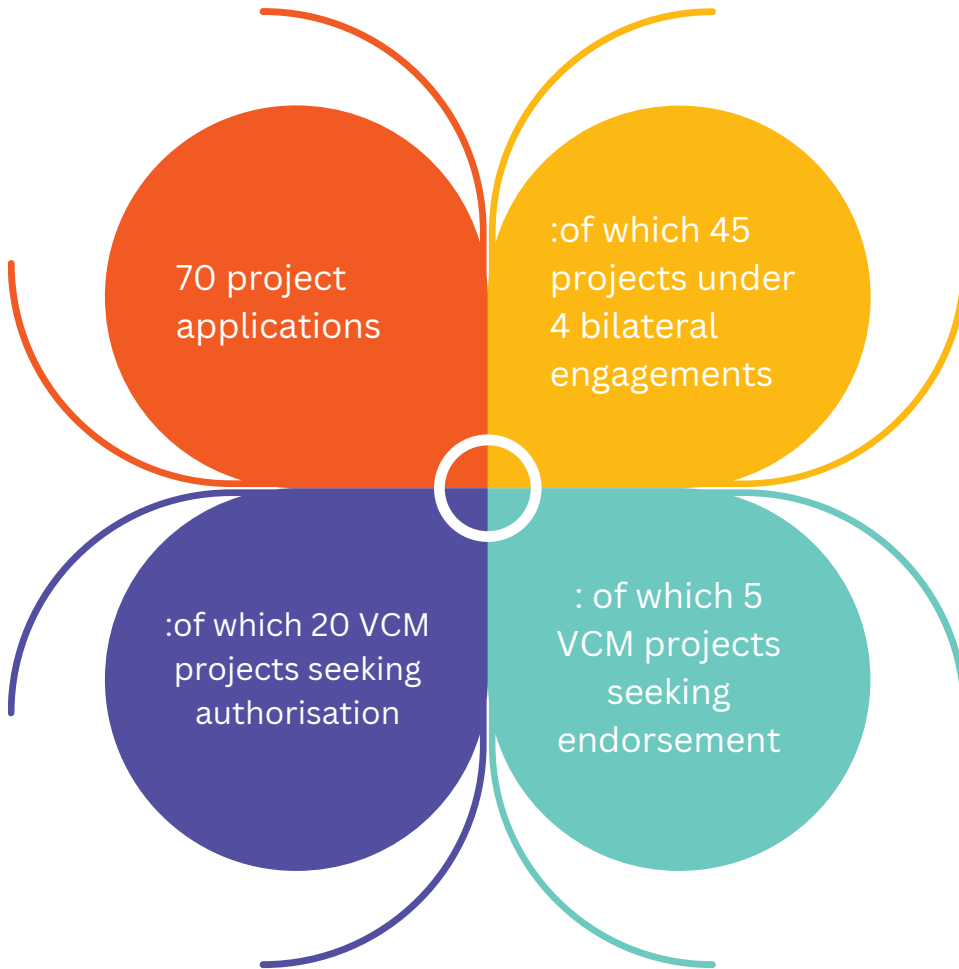 70 project
applications
:of which 45
projects under
4 bilateral
engagements
:of which 20 VCM
projects seeking
authorisation
: of which 5
VCM projects
seeking
endorsement